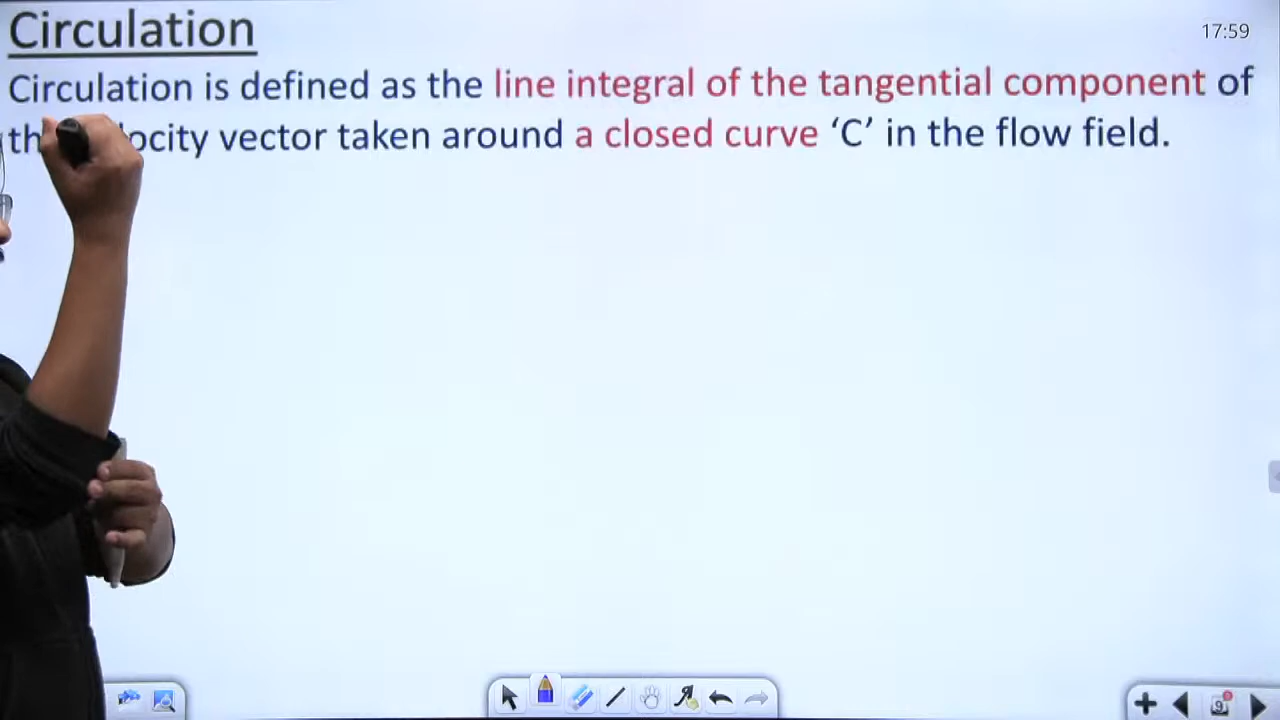 Circulation
17:59
Circulation is defined as the line integral of the tangential component of
vector taken around a closed curve ‘C’ in the flow field.
9